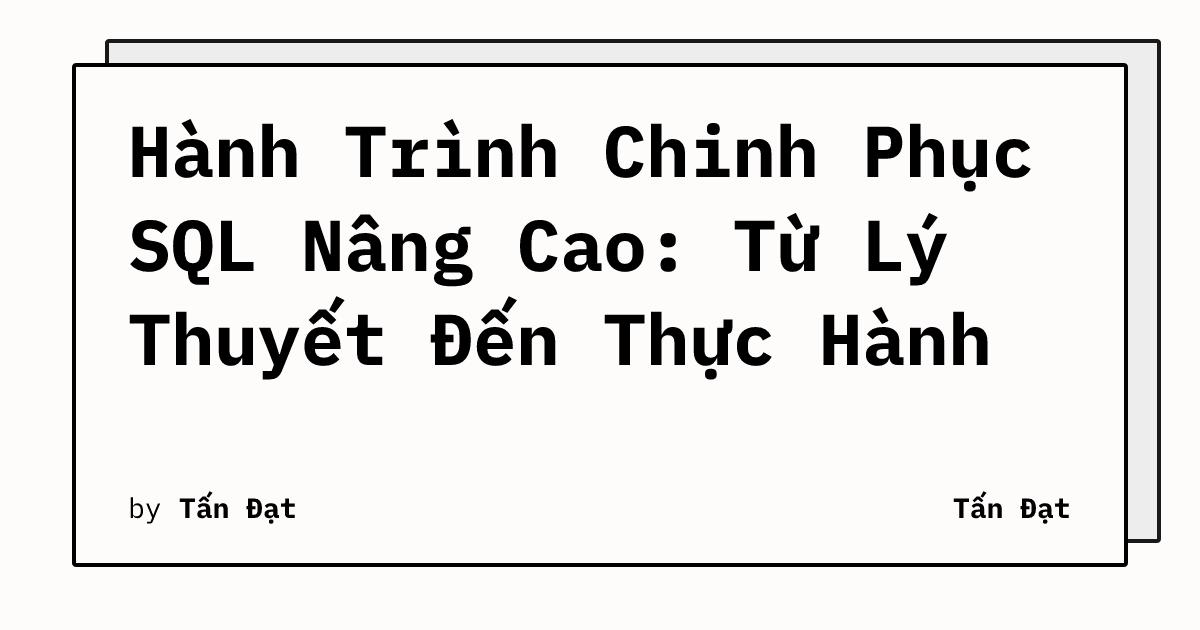 Hành Trình Chinh Phục
SQL Nâng Cao: Từ Lý
Thuyết Đến Thực Hành
by Tấn Đạt
Tấn Đạt